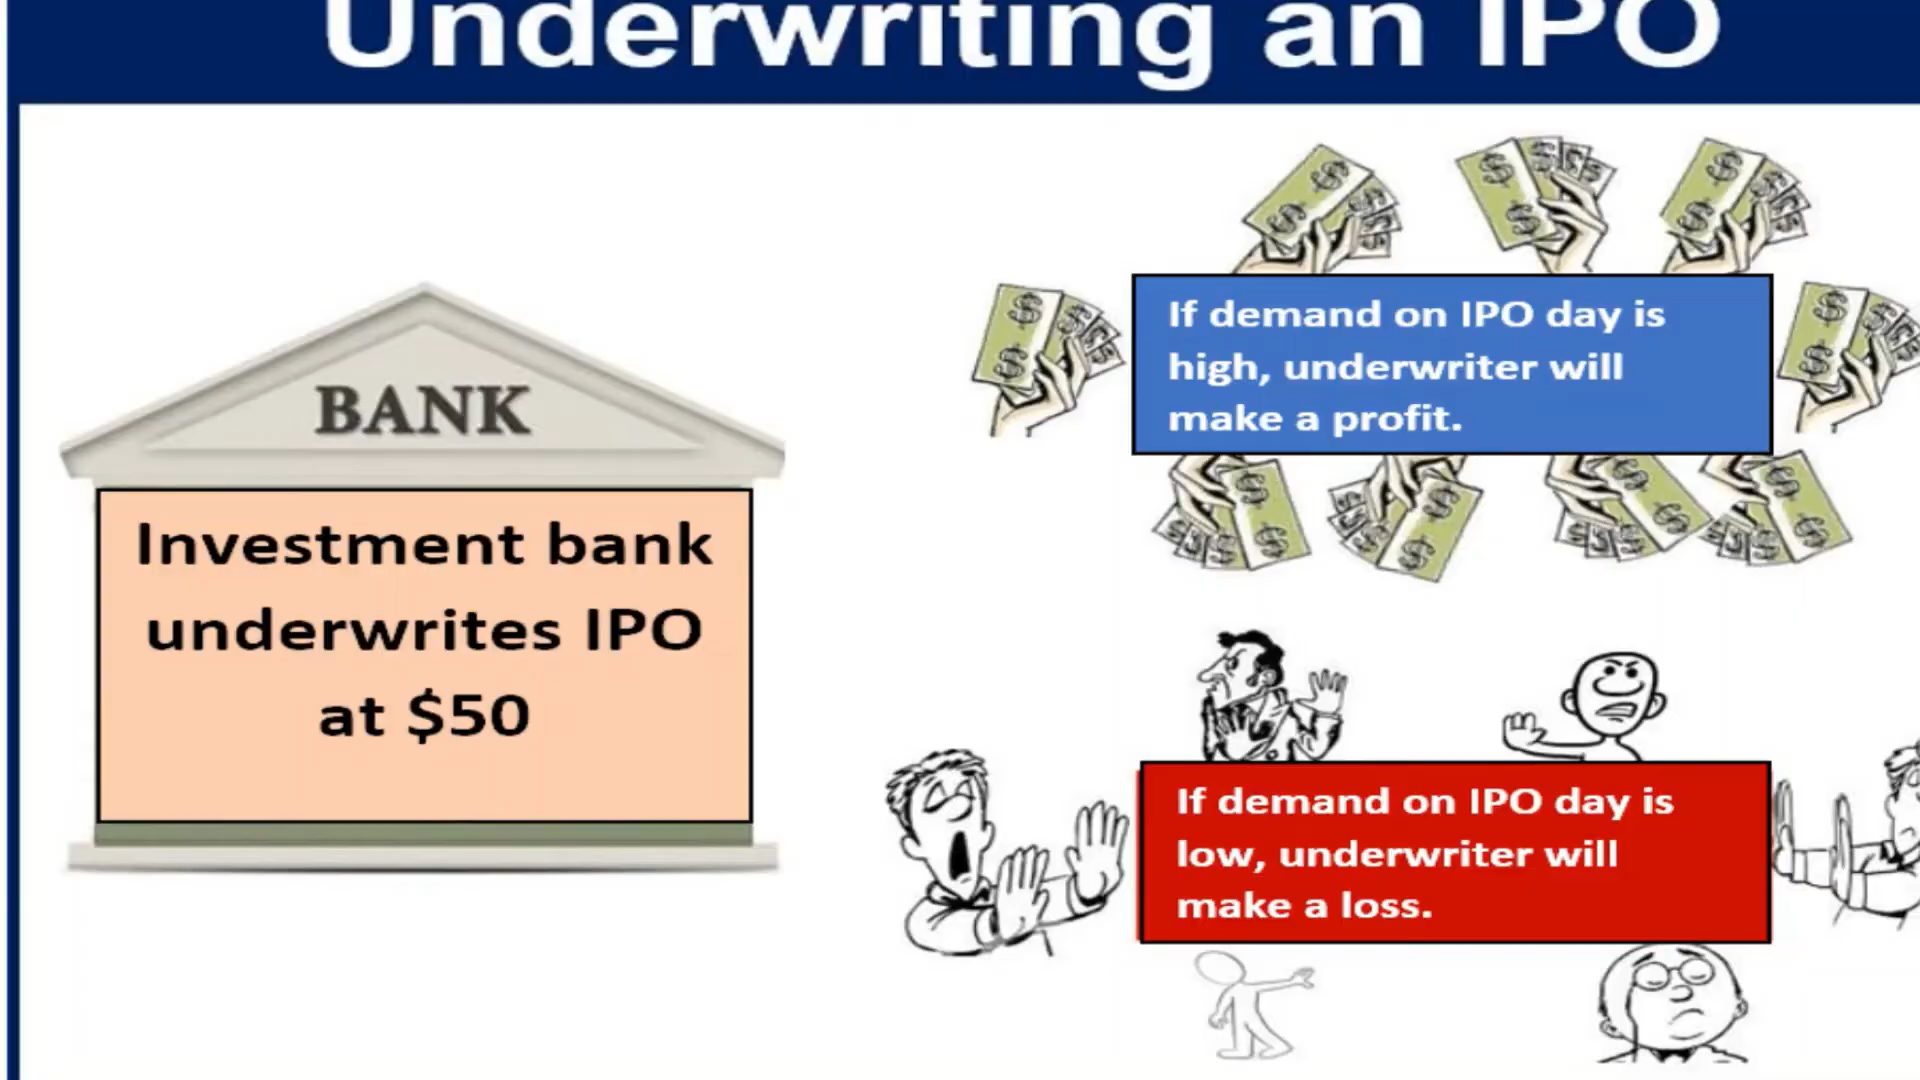 Underwriting an IPO
BANK
Investment bank
underwrites IPO
at $50
If demand on IPO day is
high, underwriter will
make a profit.
If demand on IPO day is
low, underwriter will
make a loss.